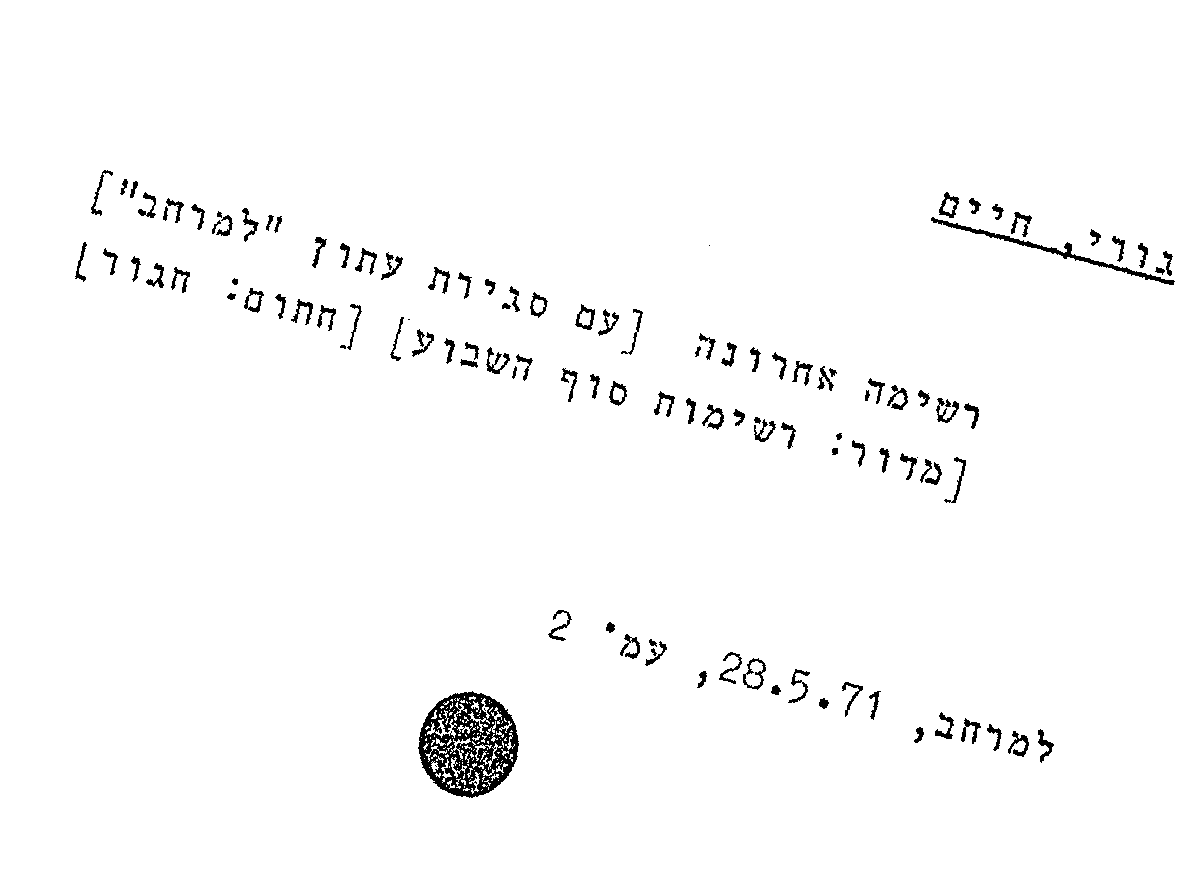 גורי, חיים
רשימה אחרונה [עם סגירת עתון "למרחב"]
[מדור: רשימות סוף השבוע] [חתום: חגור]
למרחב, 28.5.71, עמ' 2